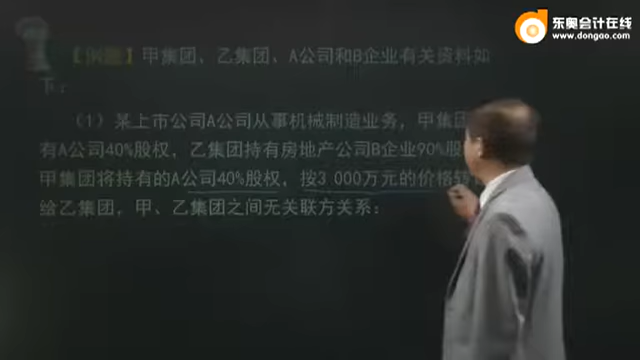 东奥会计在线
www.dongao.com
【例题】甲集团、乙集团、A公司和B企业有关资料如
下：
（1）某上市公司A公司从事机械制造业务，甲集团
有A公司40%股权，乙集团持有房地产公司B企业90%股
甲集团将持有的A公司40%股权，按3 000万元的价格转
给乙集团，甲、乙集团之间无关联方关系；